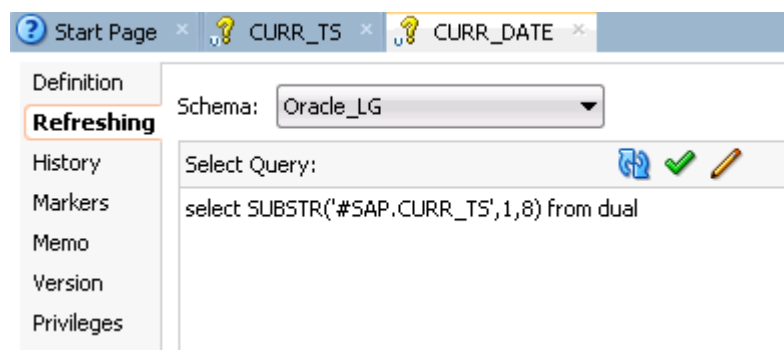 Start Page CURR_TS CURR_DATE
Definition
Refreshing
History
Markers
Memo
Version
Privileges
Schema: Oracle_LG
Select Query:
select SUBSTR('#SAP.CURR_TS',1,8) from dual